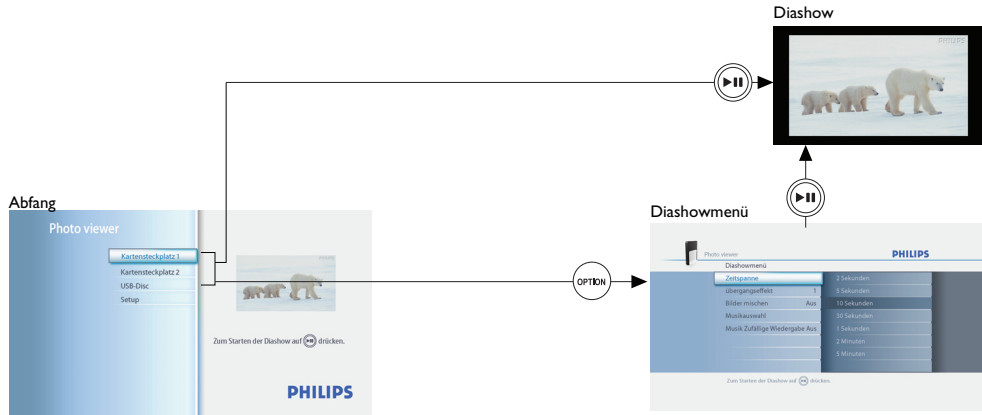 Diashow
PHILIPS
Abfang
Photo viewer
Kartensteckplatz 1
Kartensteckplatz 2
USB-Disc
Setup
Zum Starten der Diashow auf drücken.
PHILIPS
OPTION
Diashowmenü
Photo viewer
PHILIPS
Diashowmenü
Zeitspanne
übergangseffekt 1
Bilder mischen Aus
Musikauswahl
Musik Zufällige Wiedergabe Aus
2 Sekunden
5 Sekunden
10 Sekunden
30 Sekunden
1 Sekunden
2 Minuten
5 Minuten
Zum Starten der Diashow auf drücken.